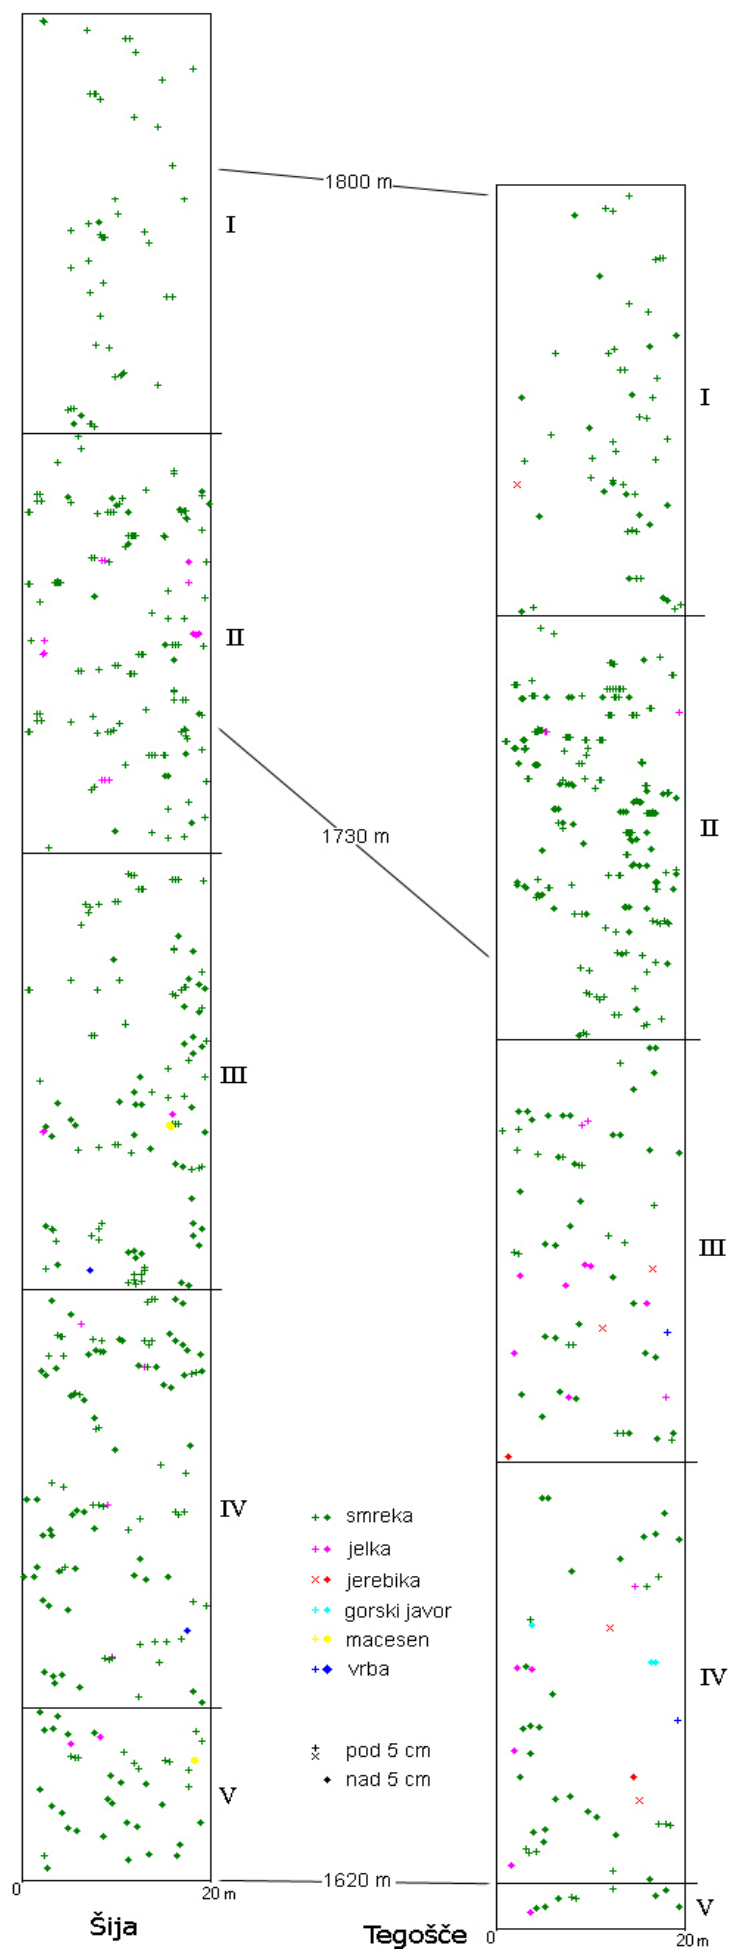 1800 m
I
I
II
1730 m
II
III
III
IV
smreka
jelka
jerebika
gorski javor
macesen
vrba
IV
pod 5 cm
nad 5 cm
V
1620 m
V
0
20 m
0
20 m
Šija
Tegošče